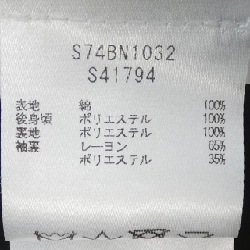 S74BN1032
S41794
表地 綿 100%
後身頃 ポリエステル 100%
裏地 ポリエステル 100%
袖裏 レーヨン 65%
ポリエステル 35%